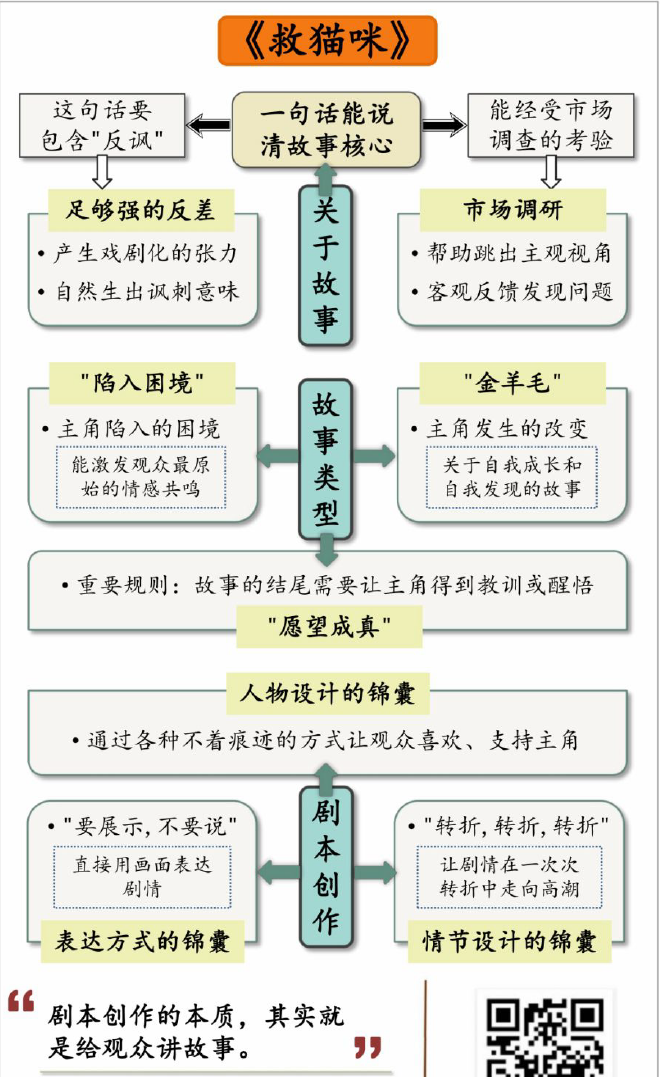 《救猫咪》
这句话要
包含"反讽"
一句话能说
清故事核心
能经受市场
调查的考验
足够强的反差
• 产生戏剧化的张力
• 自然生出讽刺意味
关于故事
市场调研
• 帮助跳出主观视角
• 客观反馈发现问题
"陷入困境"
• 主角陷入的困境
能激发观众最原
始的情感共鸣
故事类型
"金羊毛"
• 主角发生的改变
关于自我成长和
自我发现的故事
• 重要规则：故事的结尾需要让主角得到教训或醒悟
"愿望成真"
人物设计的锦囊
• 通过各种不着痕迹的方式让观众喜欢、支持主角
• "要展示，不要说"
直接用画面表达
剧情
表达方式的锦囊
剧本创作
• "转折，转折，转折"
让剧情在一次次
转折中走向高潮
情节设计的锦囊
“剧本创作的本质，其实就
是给观众讲故事。”